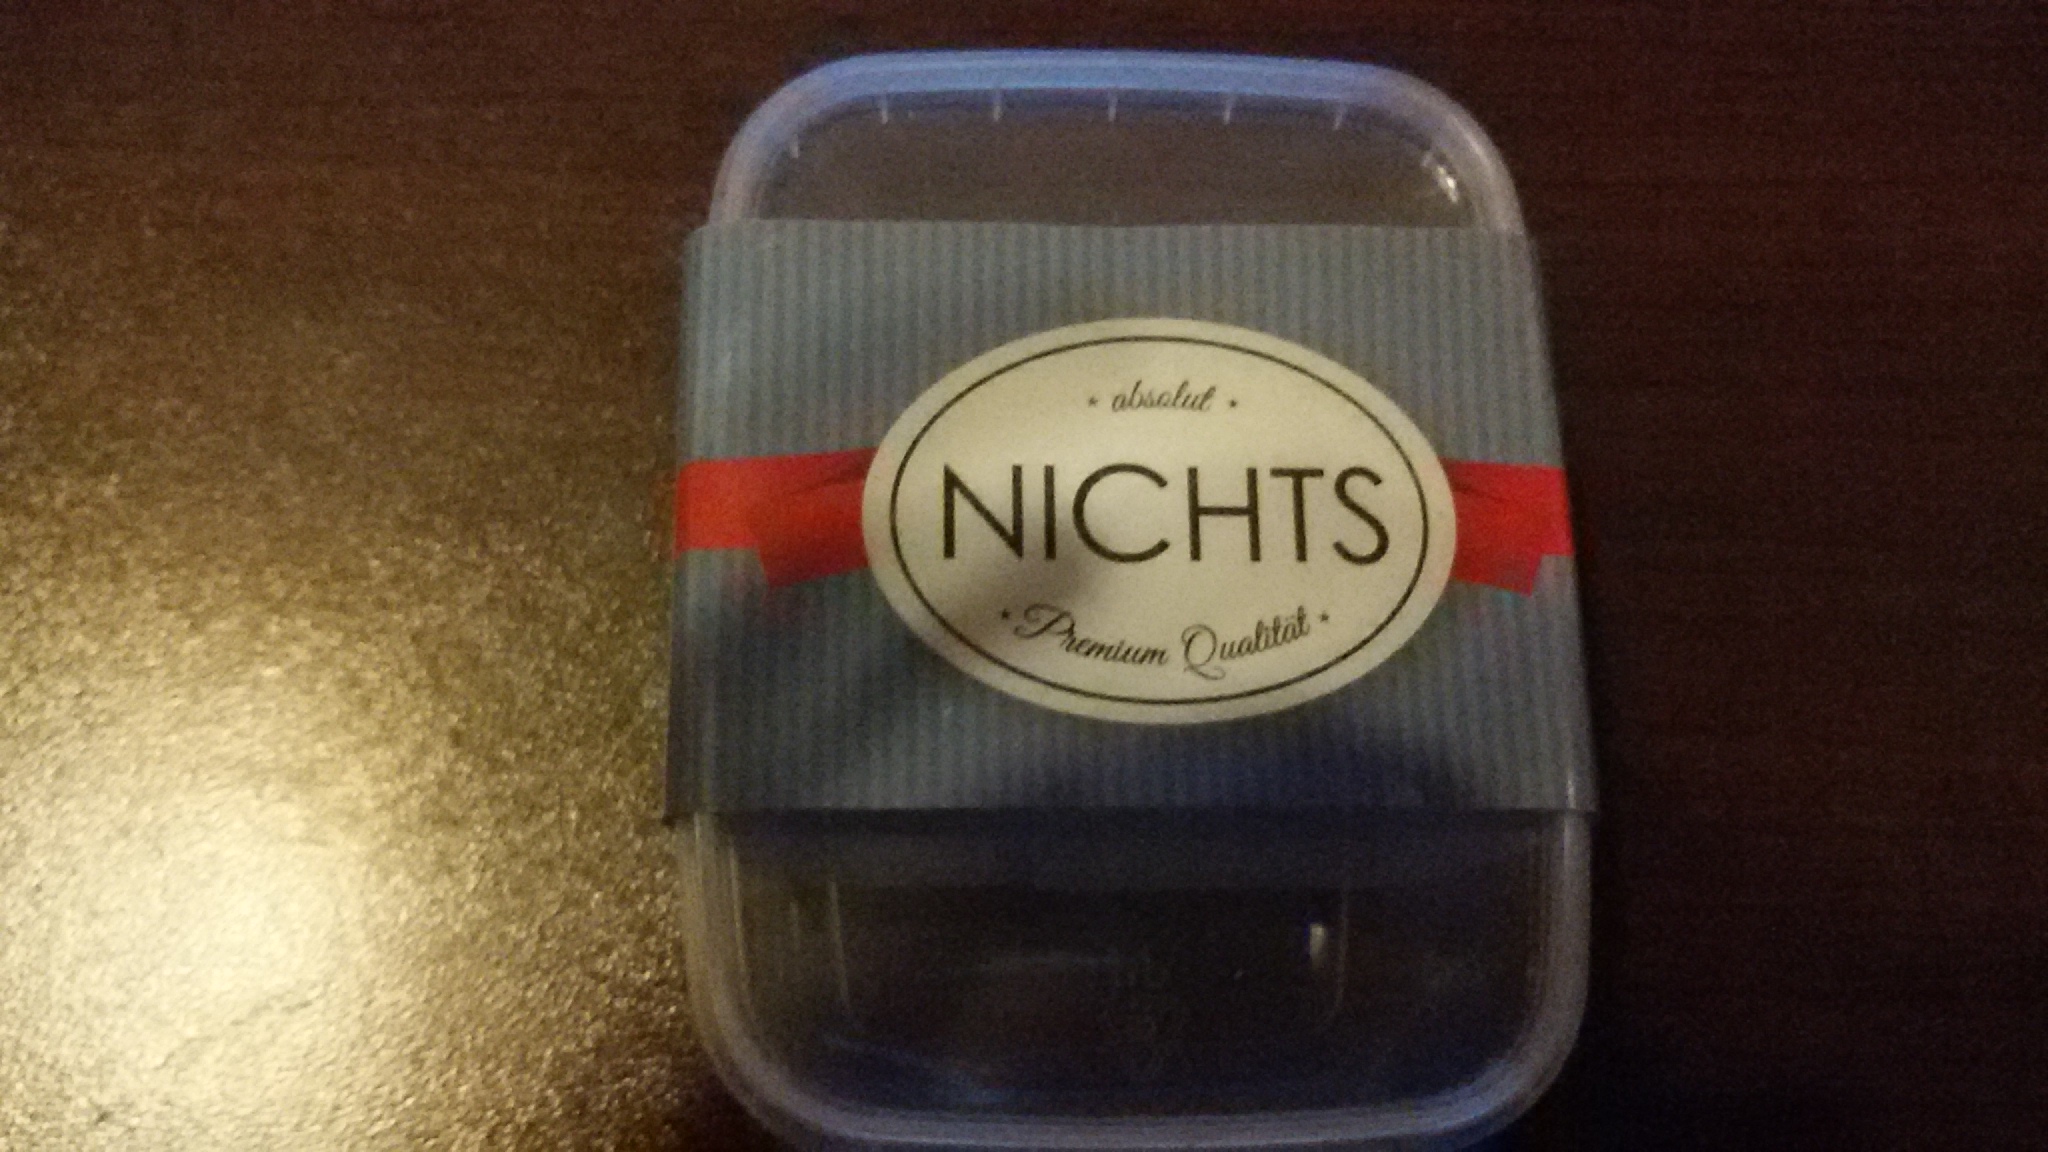 absolut
NICHTS
Premium Qualität